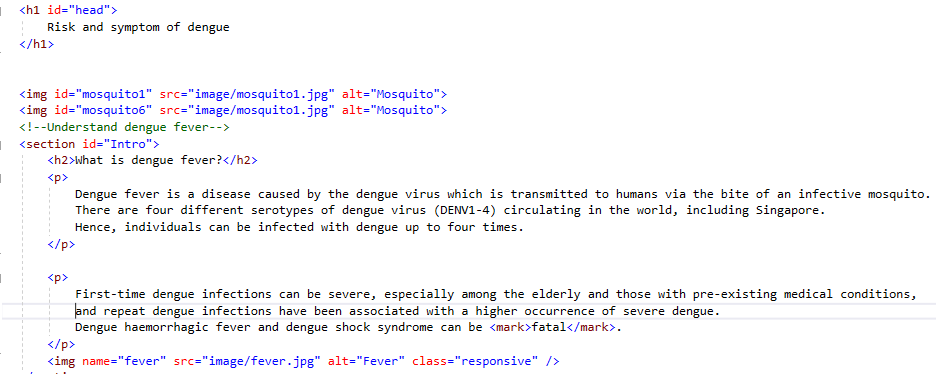 <h1 id="head">
Risk and symptom of dengue
</h1>
<img id="mosquito1" src="image/mosquito1.jpg" alt="Mosquito">
<img id="mosquito6" src="image/mosquito1.jpg" alt="Mosquito">
<!--Understand dengue fever-->
<section id="Intro">
<h2>What is dengue fever?</h2>
<p>
Dengue fever is a disease caused by the dengue virus which is transmitted to humans via the bite of an infective mosquito.
There are four different serotypes of dengue virus (DENV1-4) circulating in the world, including Singapore.
Hence, individuals can be infected with dengue up to four times.
</p>
<p>
First-time dengue infections can be severe, especially among the elderly and those with pre-existing medical conditions,
and repeat dengue infections have been associated with a higher occurrence of severe dengue.
Dengue haemorrhagic fever and dengue shock syndrome can be <mark>fatal</mark>.
</p>
<img name="fever" src="image/fever.jpg" alt="Fever" class="responsive" />